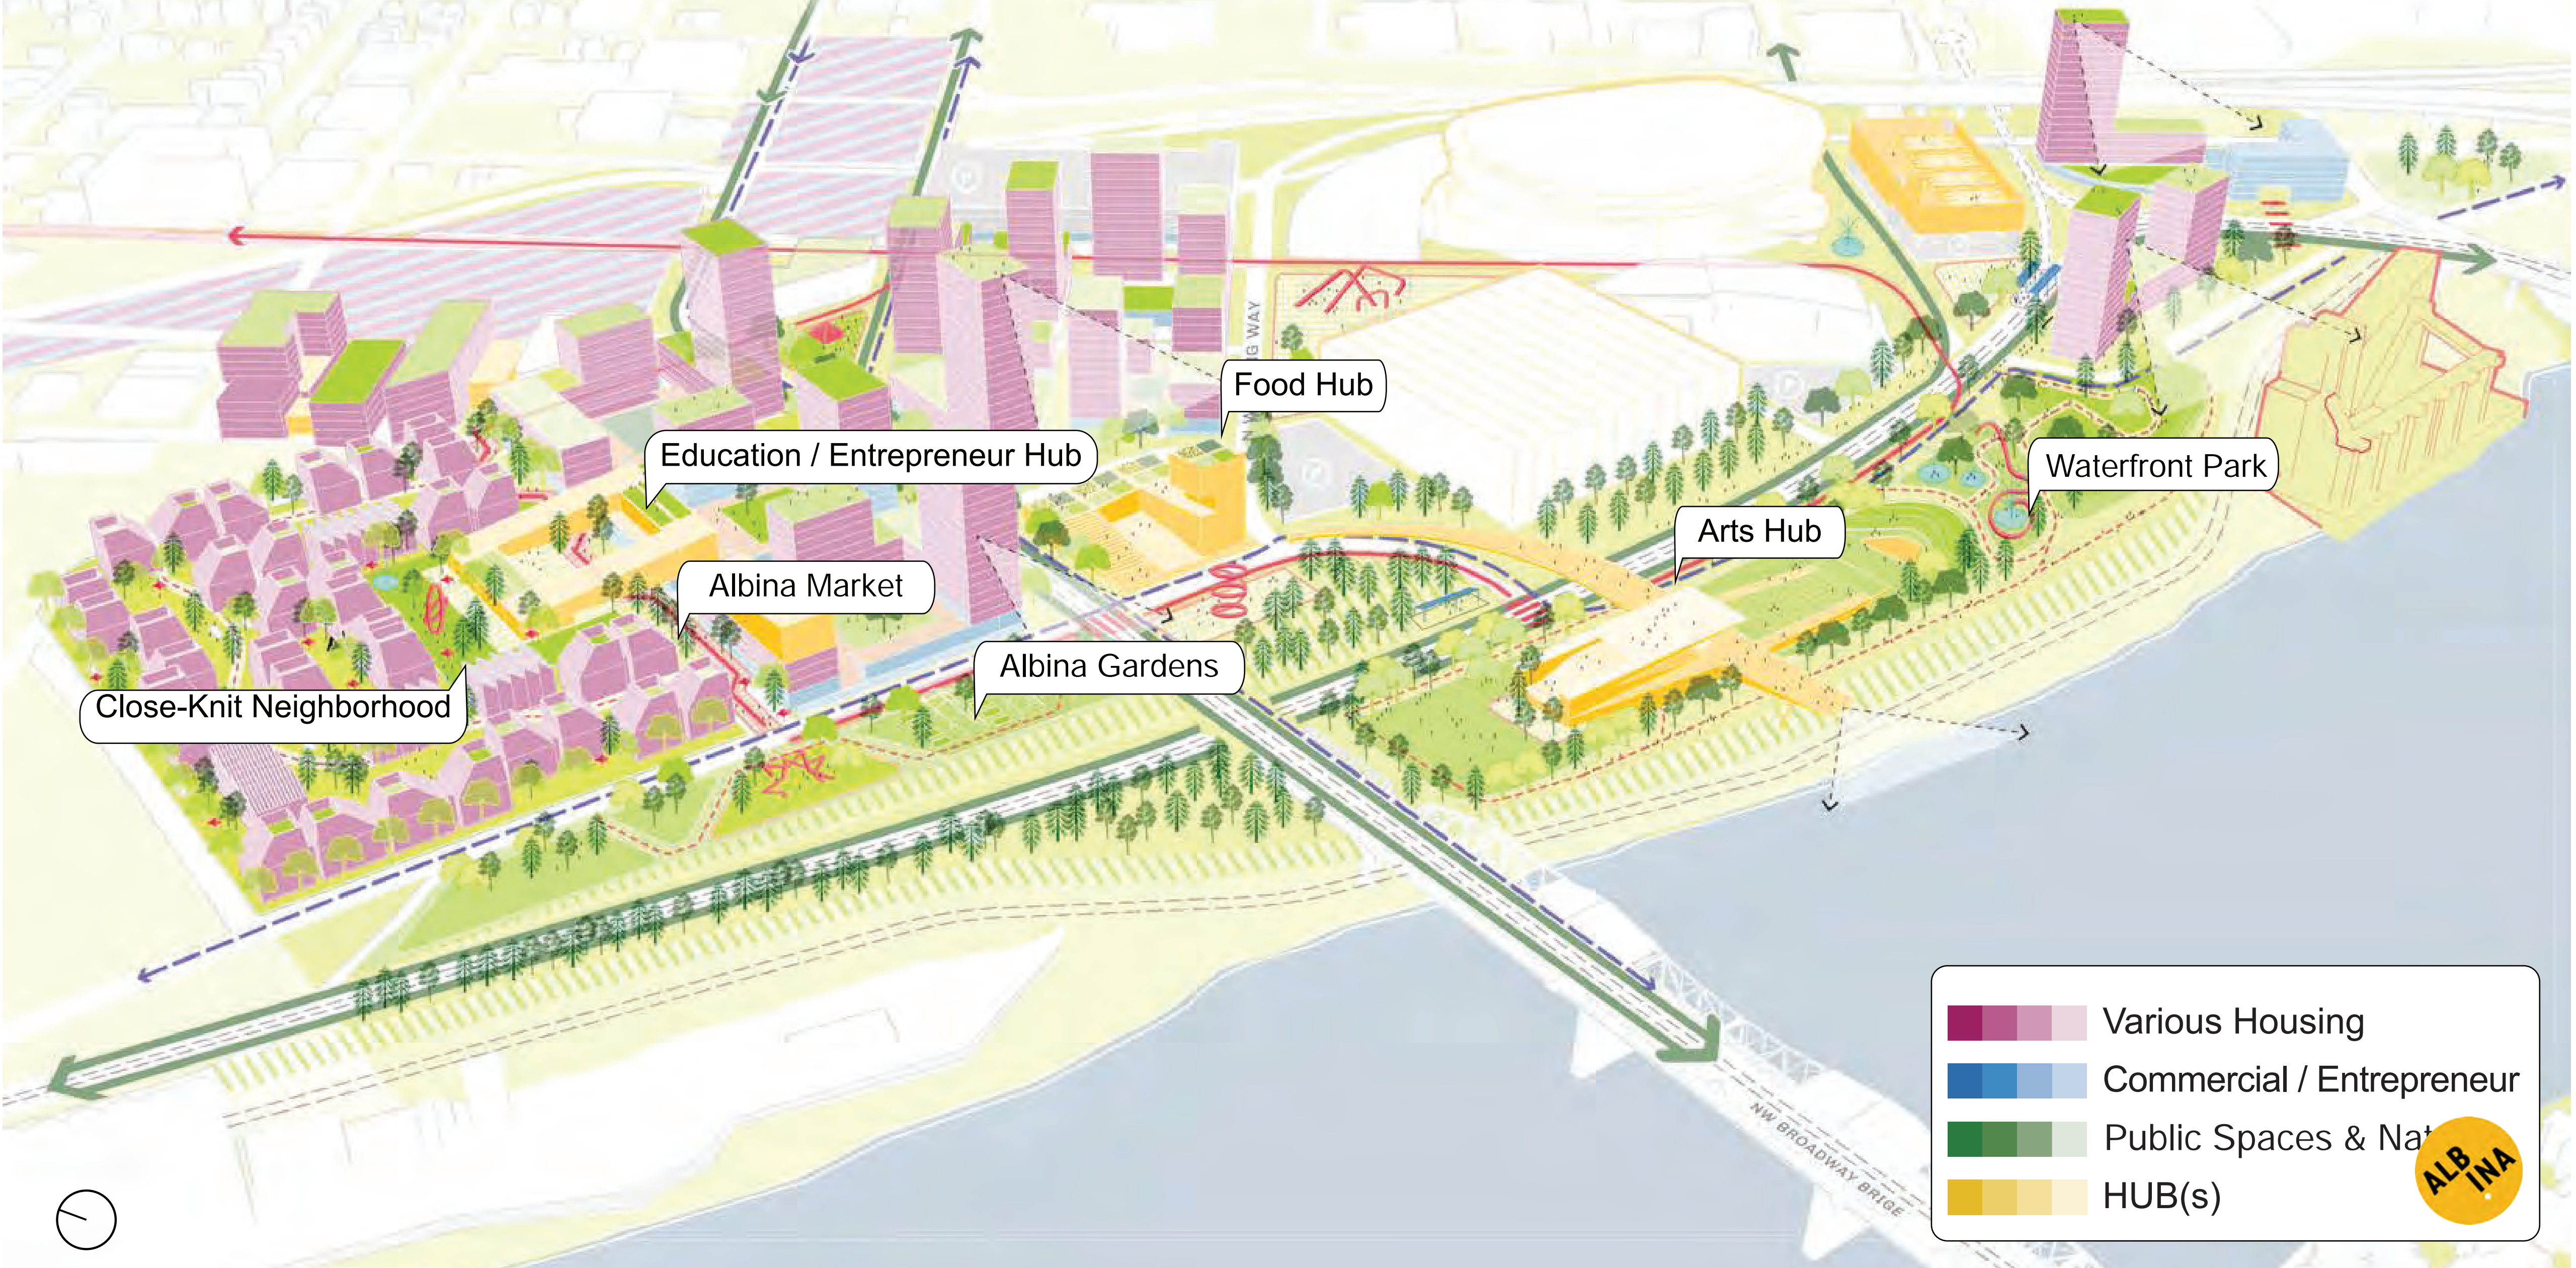 G WAY
N W
Food Hub
Education / Entrepreneur Hub
Waterfront Park
Arts Hub
Albina Market
Albina Gardens
Close-Knit Neighborhood
NW BROADWAY BRIGE
Various Housing
Commercial / Entrepreneur
Public Spaces & Nat
HUB(s)
ALB
INA